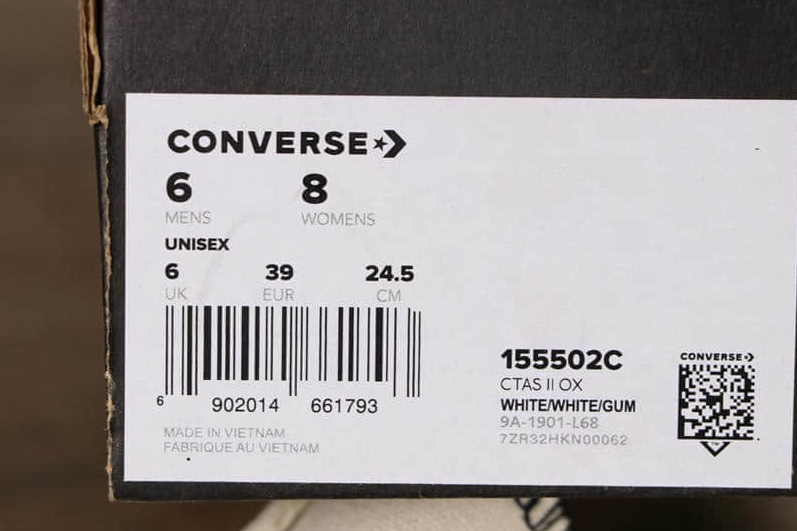 CONVERSE
6 8
MENS WOMENS
UNISEX
6 39 24.5
UK EUR CM
6 902014 661793
MADE IN VIETNAM
FABRIQUE AU VIETNAM
155502C
CTAS II OX
WHITE/WHITE/GUM
9A-1901-L68
7ZR32HKN00062
CONVERSE